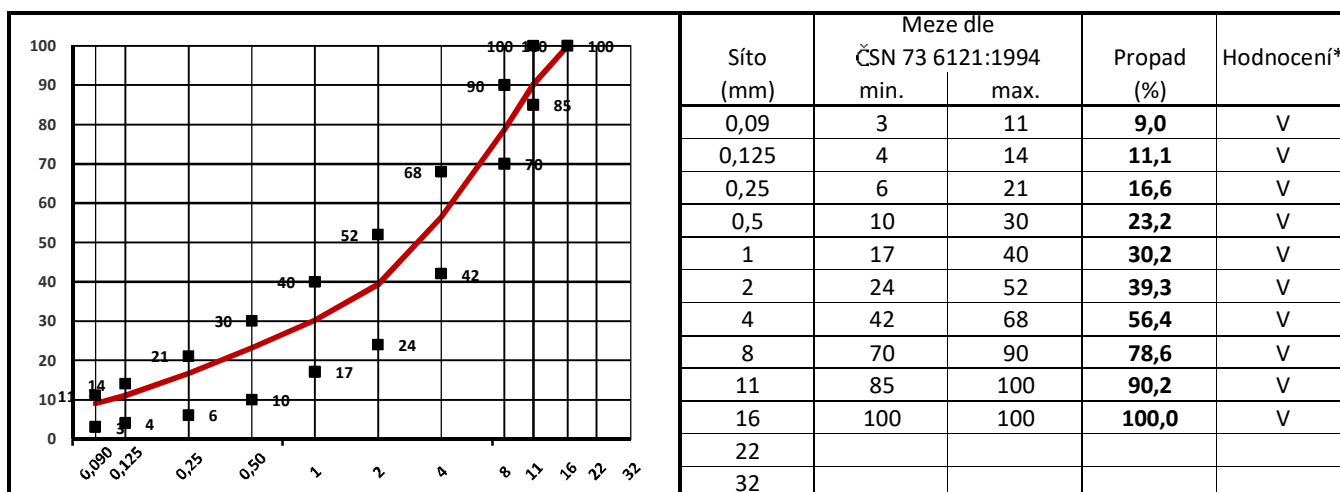 100
90
80
70
60
50
40
30
20
10
0
100 100 100
90
85
68
70
52
40
42
30
24
21
17
14
11
10
6
4
3
0,090 0,125 0,25 0,50 1 2 4 8 11 16 22 32
Meze dle
Síto ČSN 73 6121:1994 Propad Hodnocení*
(mm) min. max. (%)
0,09 3 11 9,0 V
0,125 4 14 11,1 V
0,25 6 21 16,6 V
0,5 10 30 23,2 V
1 17 40 30,2 V
2 24 52 39,3 V
4 42 68 56,4 V
8 70 90 78,6 V
11 85 100 90,2 V
16 100 100 100,0 V
22
32